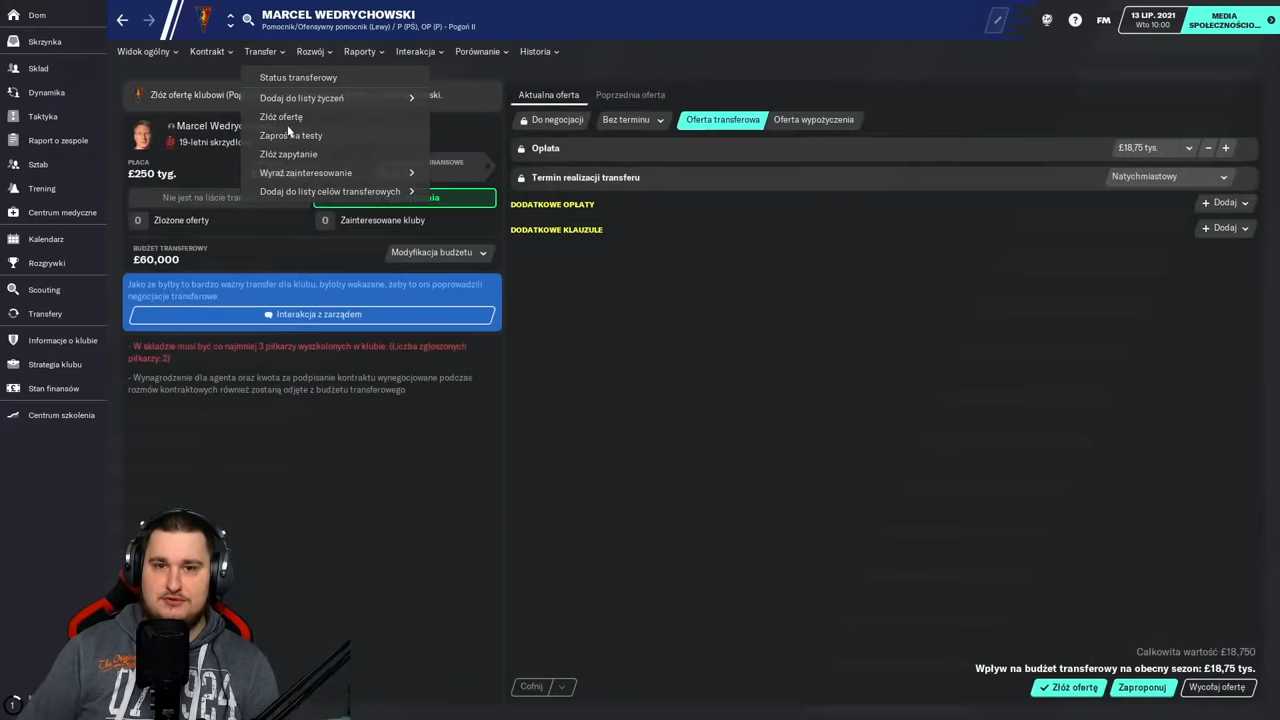 Dom
Skrzynka
Skład
Dynamika
Taktyka
Raport o zespole
Sztab
Trening
Centrum medyczne
Kalendarz
Rozgrywki
Scouting
Transfery
Informacje o klubie
Strategia klubu
Stan finansów
Centrum szkolenia
MARCEL WEDRYCHOWSKI
Pomocnik/Ofensywny pomocnik (Lewy) / P (PŚ), OP (P) - Pogoń II
FM
13 LIP. 2021
Wto 10:00
MEDIA
SPOŁECZNOŚCIO...
Widok ogólny
Kontrakt
Transfer
Rozwój
Raporty
Interakcja
Porównanie
Historia
Status transferowy
Dodaj do listy życzeń
Złóż ofertę
Zaproś na testy
Złóż zapytanie
Wyraź zainteresowanie
Dodaj do listy celów transferowych
Złóż ofertę klubowi (Pog
ski.
Marcel Wedryc
19-letni skrzydło
PŁACA
£250 tyg.
Nie jest na liście tran
0 Złożone oferty
0 Zainteresowane kluby
BUDŻET TRANSFEROWY
£60,000
Modyfikacja budżetu
Jako że byłby to bardzo ważny transfer dla klubu, byłoby wskazane, żeby to oni poprowadzili
negocjacje transferowe.
Interakcja z zarządem
- W składzie musi być co najmniej 3 piłkarzy wyszkolonych w klubie. (Liczba zgłoszonych
piłkarzy: 2)
- Wynagrodzenie dla agenta oraz kwota za podpisanie kontraktu wynegocjowane podczas
rozmów kontraktowych również zostaną odjęte z budżetu transferowego
Aktualna oferta
Poprzednia oferta
Do negocjacji
Bez terminu
Oferta transferowa
Oferta wypożyczenia
Opłata
£18,75 tys.
Termin realizacji transferu
Natychmiastowy
DODATKOWE OPŁATY
Dodaj
DODATKOWE KLAUZULE
Dodaj
Całkowita wartość £18,750
Wpływ na budżet transferowy na obecny sezon: £18,75 tys.
Cofnij
Złóż ofertę
Zaproponuj
Wycofaj ofertę
1